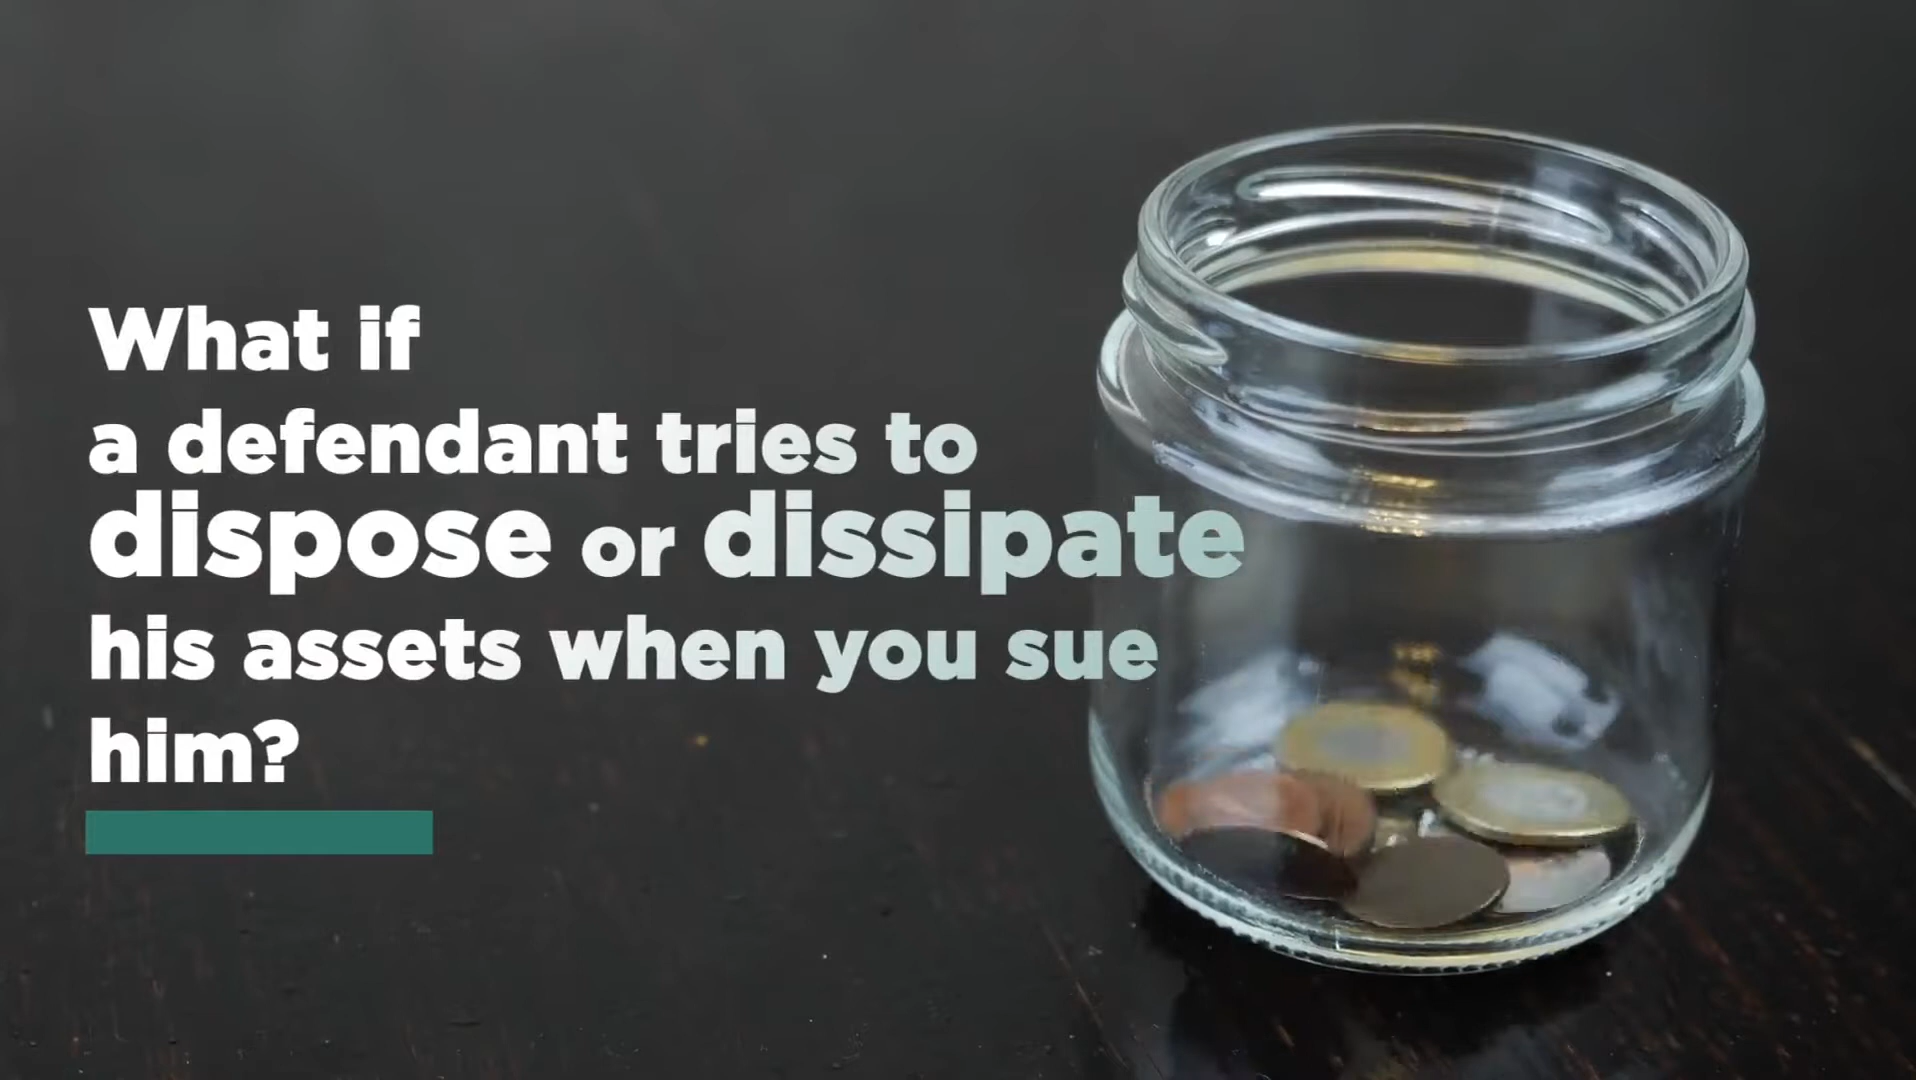 What if
a defendant tries to
dispose or dissipate
his assets when you sue
him?